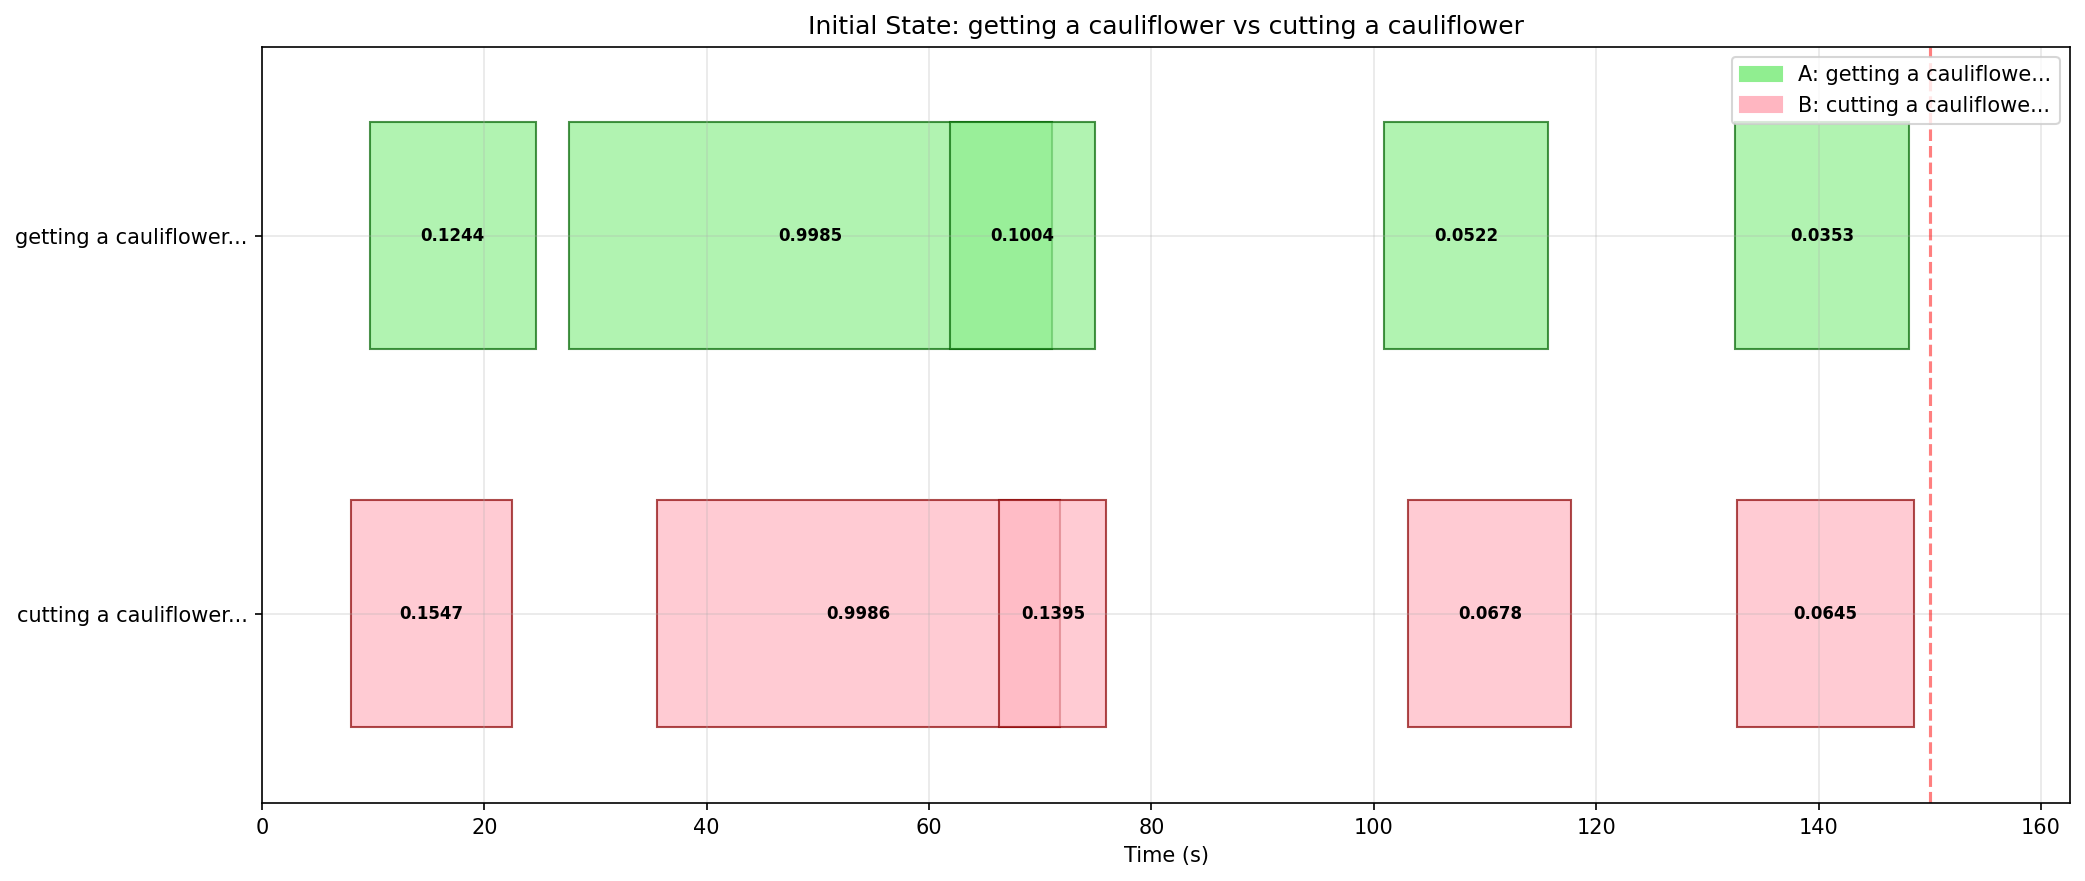 Initial State: getting a cauliflower vs cutting a cauliflower
A: getting a cauliflowe...
B: cutting a cauliflowe...
getting a cauliflower...
0.1244
0.9985
0.1004
0.0522
0.0353
cutting a cauliflower...
0.1547
0.9986
0.1395
0.0678
0.0645
0 20 40 60 80 100 120 140 160
Time (s)